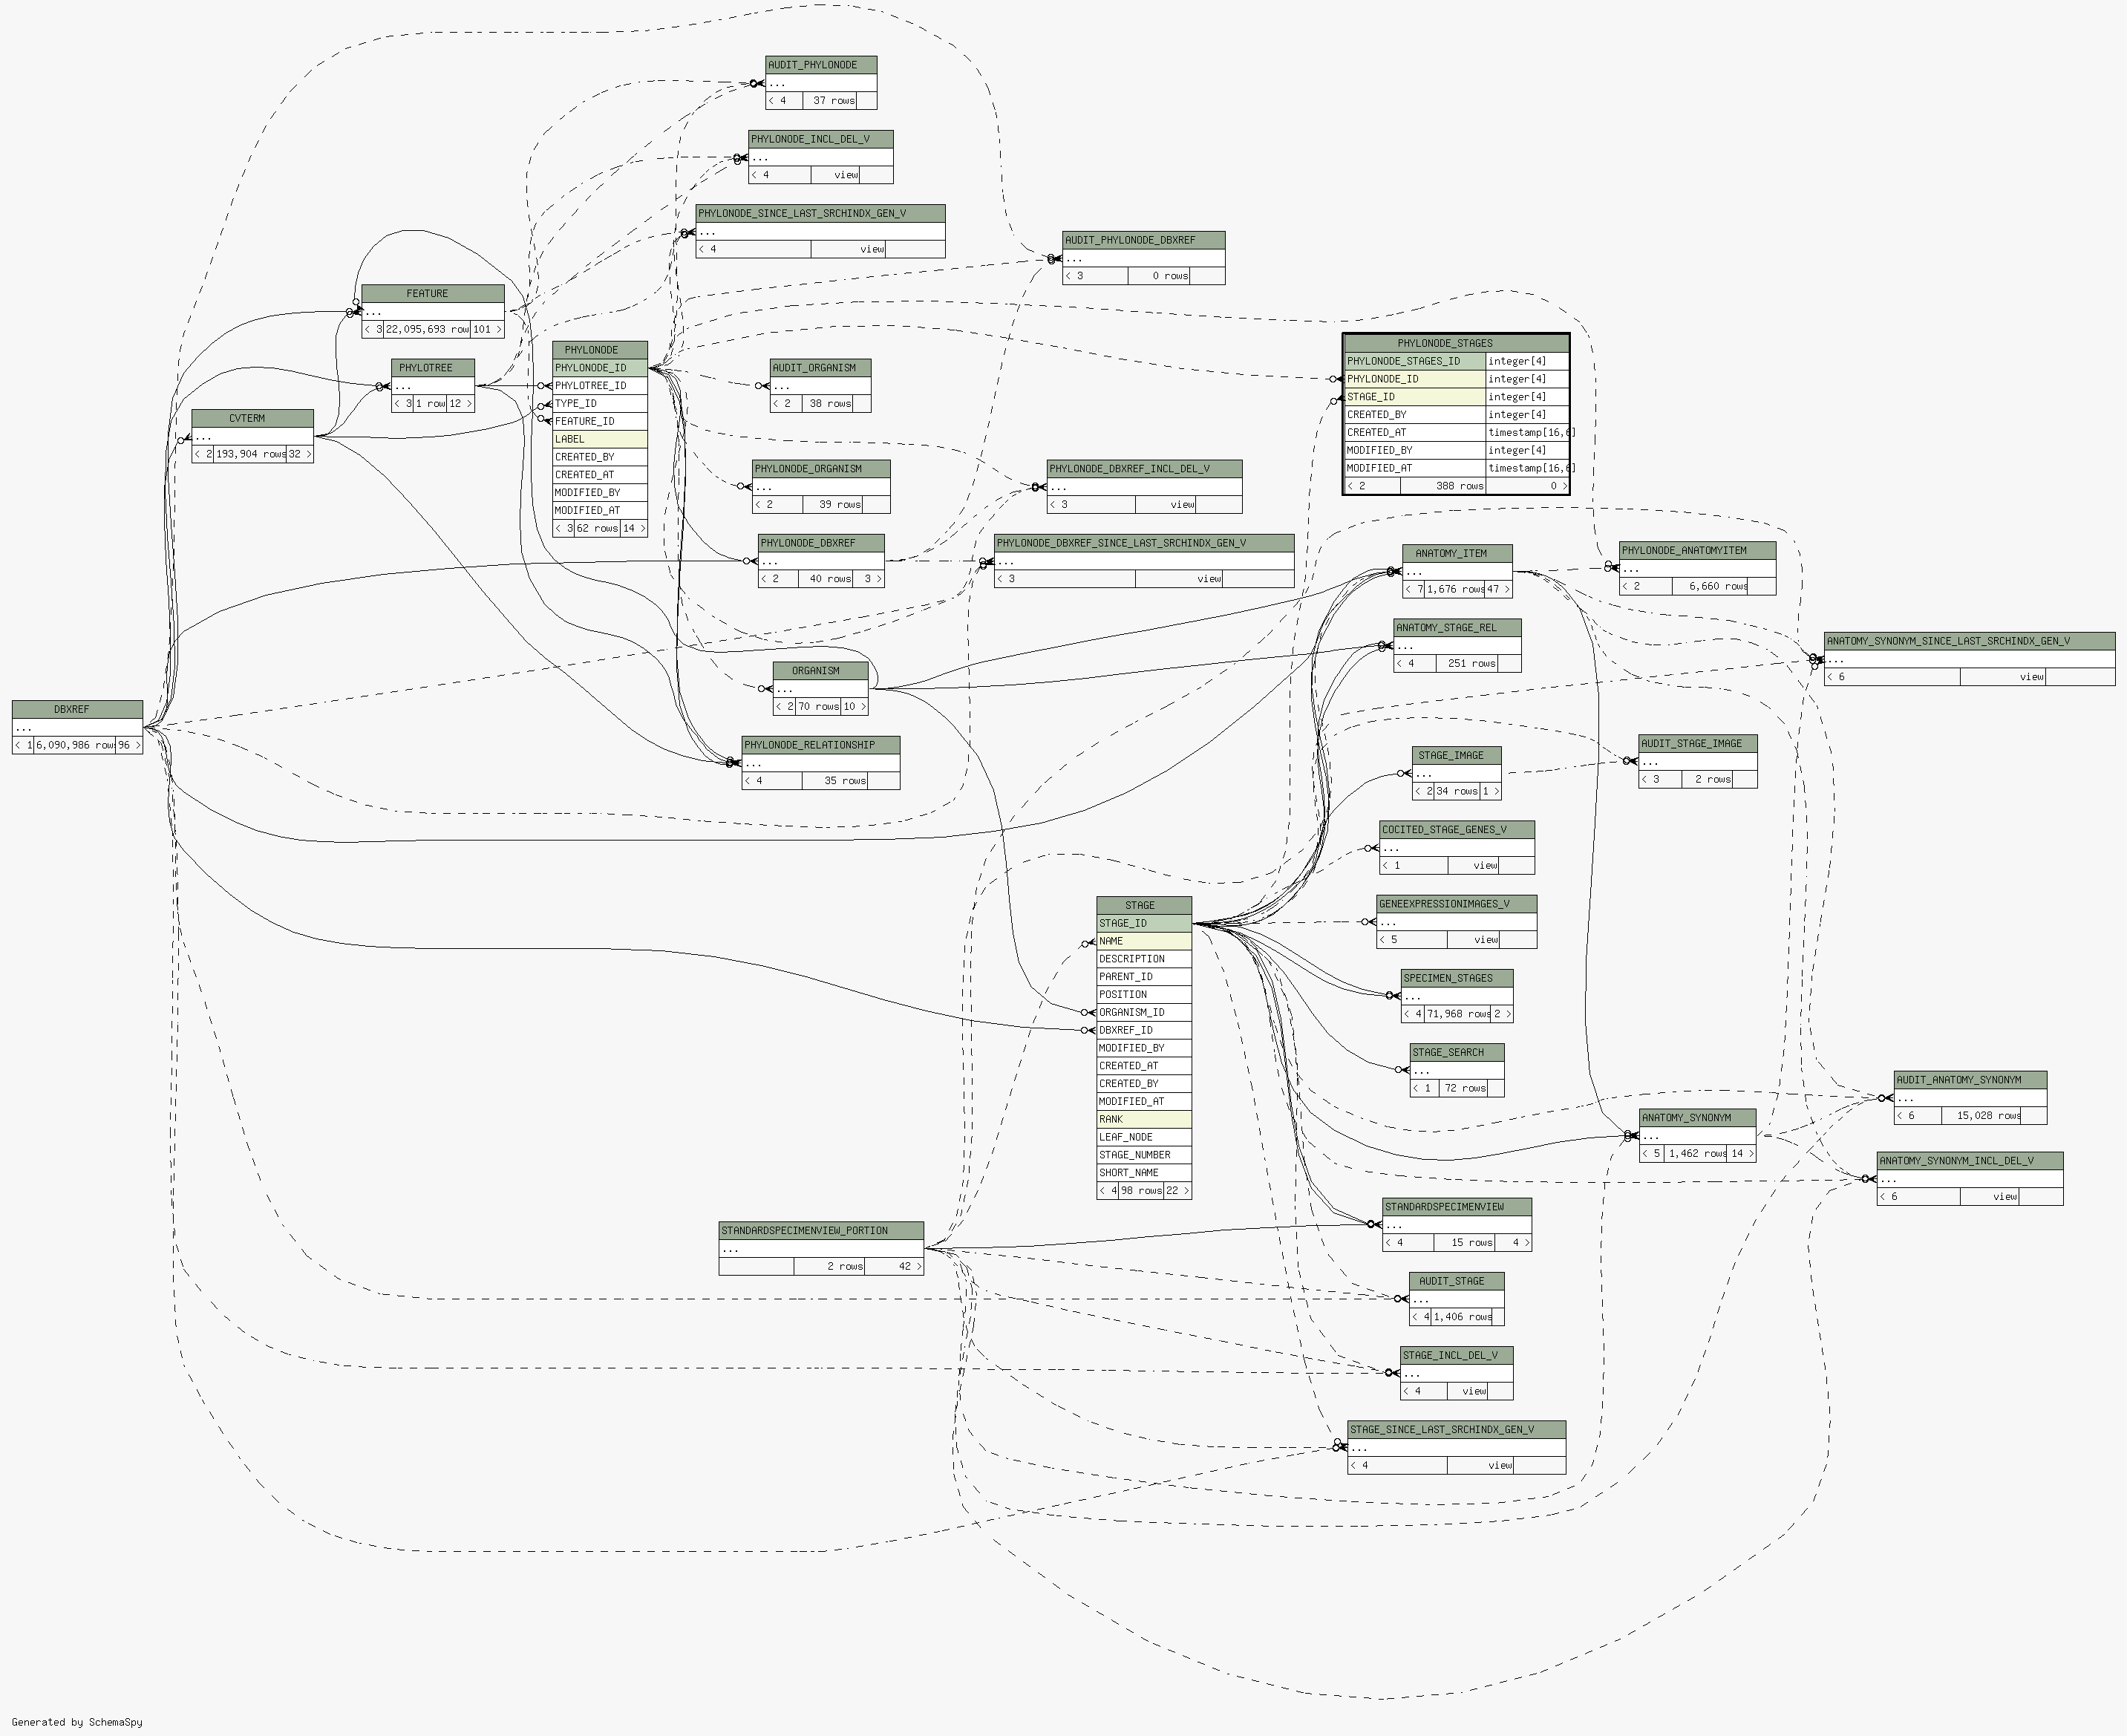 AUDIT_PHYLONODE
...
< 4 37 rows
PHYLONODE_INCL_DEL_V
...
< 4 view
PHYLONODE_SINCE_LAST_SRCHINDX_GEN_V
...
< 4 view
AUDIT_PHYLONODE_DBXREF
...
< 3 0 rows
FEATURE
...
< 3 22,095,693 row 101 >
PHYLOTREE
...
< 3 1 row 12 >
CVTERM
...
< 2 193,904 rows 32 >
PHYLONODE
PHYLONODE_ID
PHYLOTREE_ID
TYPE_ID
FEATURE_ID
LABEL
CREATED_BY
CREATED_AT
MODIFIED_BY
MODIFIED_AT
< 3 62 rows 14 >
AUDIT_ORGANISM
...
< 2 38 rows
PHYLONODE_STAGES
PHYLONODE_STAGES_ID integer[4]
PHYLONODE_ID integer[4]
STAGE_ID integer[4]
CREATED_BY integer[4]
CREATED_AT timestamp[16,6]
MODIFIED_BY integer[4]
MODIFIED_AT timestamp[16,6]
< 2 388 rows 0 >
PHYLONODE_ORGANISM
...
< 2 39 rows
PHYLONODE_DBXREF_INCL_DEL_V
...
< 3 view
PHYLONODE_DBXREF
...
< 2 40 rows 3 >
PHYLONODE_DBXREF_SINCE_LAST_SRCHINDX_GEN_V
...
< 3 view
ANATOMY_ITEM
...
< 7 1,676 rows 47 >
PHYLONODE_ANATOMYITEM
...
< 2 6,660 rows
ANATOMY_STAGE_REL
...
< 4 251 rows
ANATOMY_SYNONYM_SINCE_LAST_SRCHINDX_GEN_V
...
< 6 view
ORGANISM
...
< 2 70 rows 10 >
DBXREF
...
< 1 6,090,986 rows 96 >
PHYLONODE_RELATIONSHIP
...
< 4 35 rows
STAGE_IMAGE
...
< 2 34 rows 1 >
AUDIT_STAGE_IMAGE
...
< 3 2 rows
COCITED_STAGE_GENES_V
...
< 1 view
GENEEXPRESSIONIMAGES_V
...
< 5 view
STAGE
STAGE_ID
NAME
DESCRIPTION
PARENT_ID
POSITION
ORGANISM_ID
DBXREF_ID
MODIFIED_BY
CREATED_AT
CREATED_BY
MODIFIED_AT
RANK
LEAF_NODE
STAGE_NUMBER
SHORT_NAME
< 4 98 rows 22 >
SPECIMEN_STAGES
...
< 4 71,968 rows 2 >
STAGE_SEARCH
...
< 1 72 rows
AUDIT_ANATOMY_SYNONYM
...
< 6 15,028 rows
ANATOMY_SYNONYM
...
< 5 1,462 rows 14 >
ANATOMY_SYNONYM_INCL_DEL_V
...
< 6 view
STANDARDSPECIMENVIEW
...
< 4 15 rows 4 >
STANDARDSPECIMENVIEW_PORTION
...
2 rows 42 >
AUDIT_STAGE
...
< 4 1,406 rows
STAGE_INCL_DEL_V
...
< 4 view
STAGE_SINCE_LAST_SRCHINDX_GEN_V
...
< 4 view
Generated by SchemaSpy